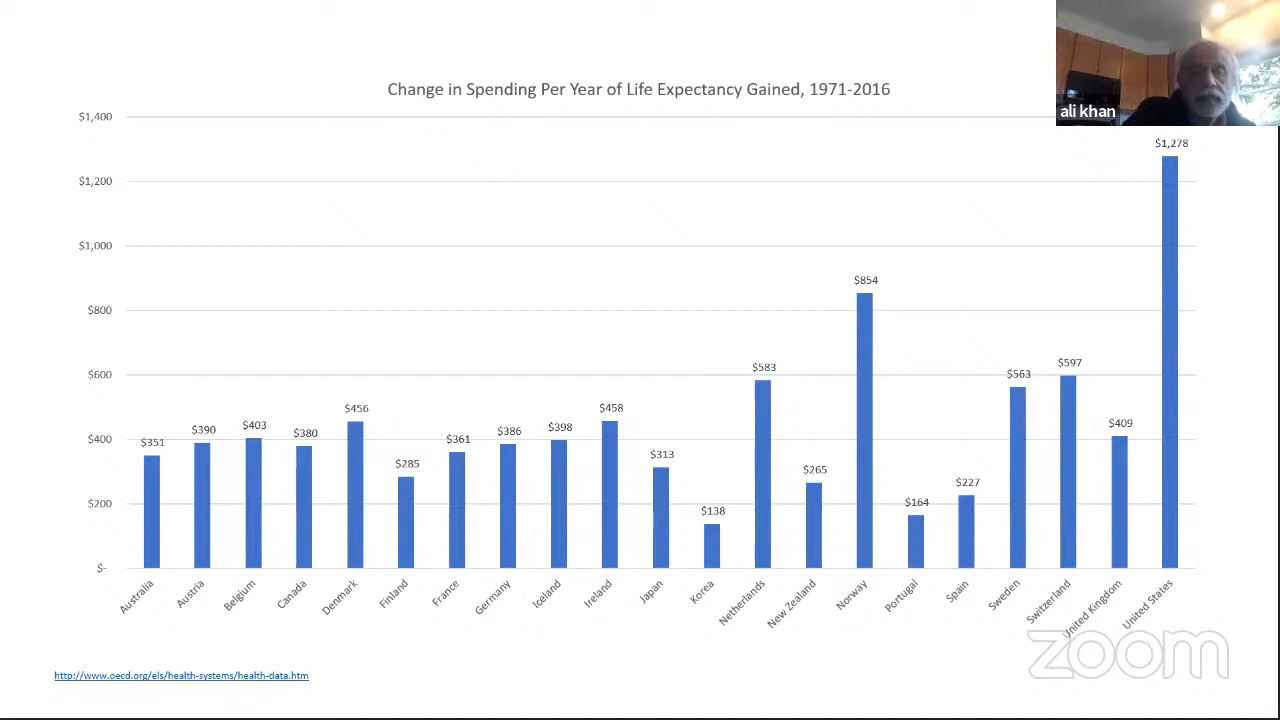 Change in Spending Per Year of Life Expectancy Gained, 1971-2016
ali khan
$1,400
$1,200
$1,000
$800
$600
$400
$200
$-
$351
$390
$403
$380
$456
$285
$361
$386
$398
$458
$313
$138
$583
$265
$854
$164
$227
$563
$597
$409
$1,278
Australia
Austria
Belgium
Canada
Denmark
Finland
France
Germany
Iceland
Ireland
Japan
Korea
Netherlands
New Zealand
Norway
Portugal
Spain
Sweden
Switzerland
United Kingdom
United States
zoom
http://www.oecd.org/els/health-systems/health-data.htm